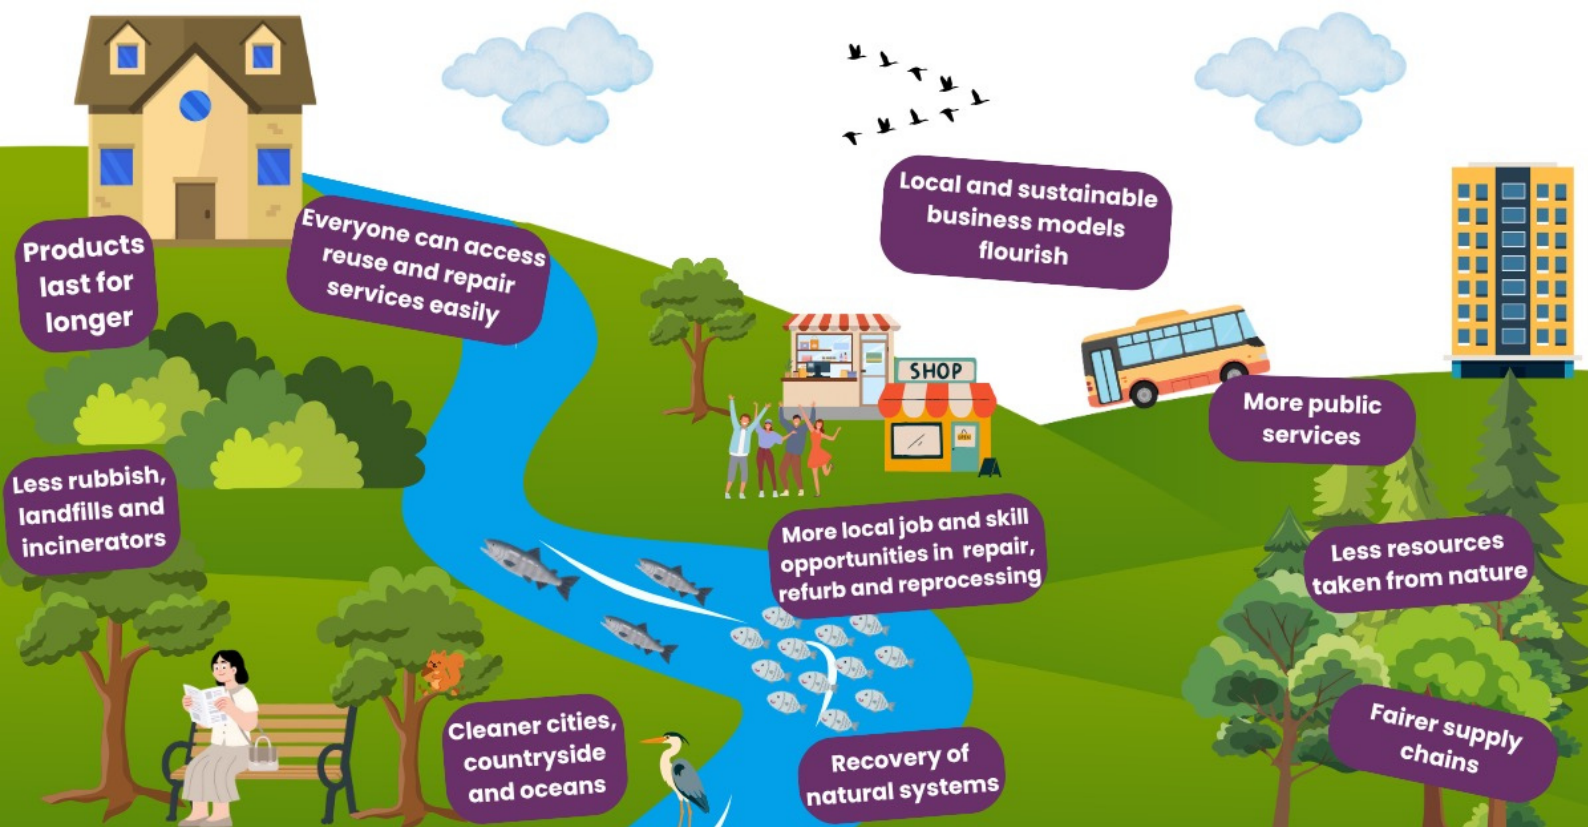 Products
last for
longer
Everyone can access
reuse and repair
services easily
Local and sustainable
business models
flourish
SHOP
OPEN
More public
services
Less rubbish,
landfills and
incinerators
More local job and skill
opportunities in repair,
refurb and reprocessing
Less resources
taken from nature
Cleaner cities,
countryside
and oceans
Recovery of
natural systems
Fairer supply
chains